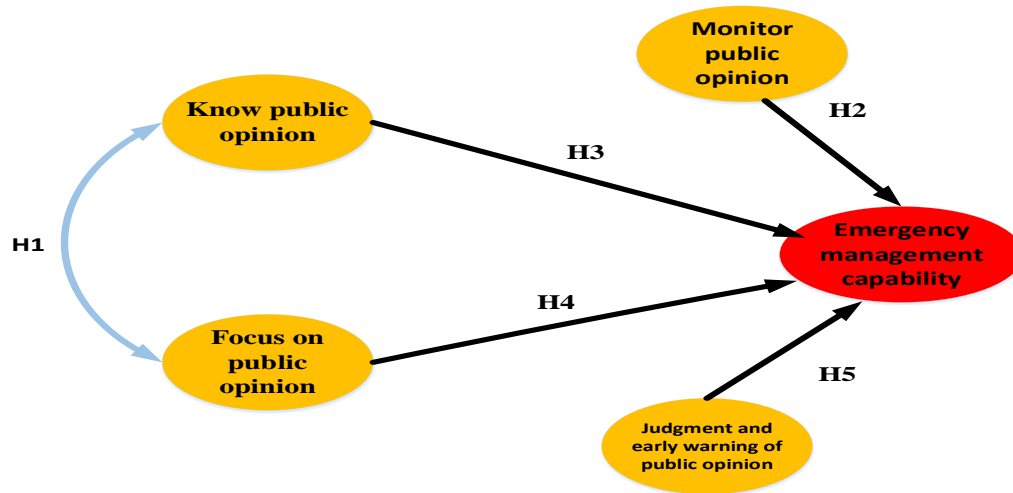 Monitor
public
opinion
Know public
opinion
H2
H3
H1
Emergency
management
capability
H4
Focus on
public
opinion
H5
Judgment and
early warning of
public opinion